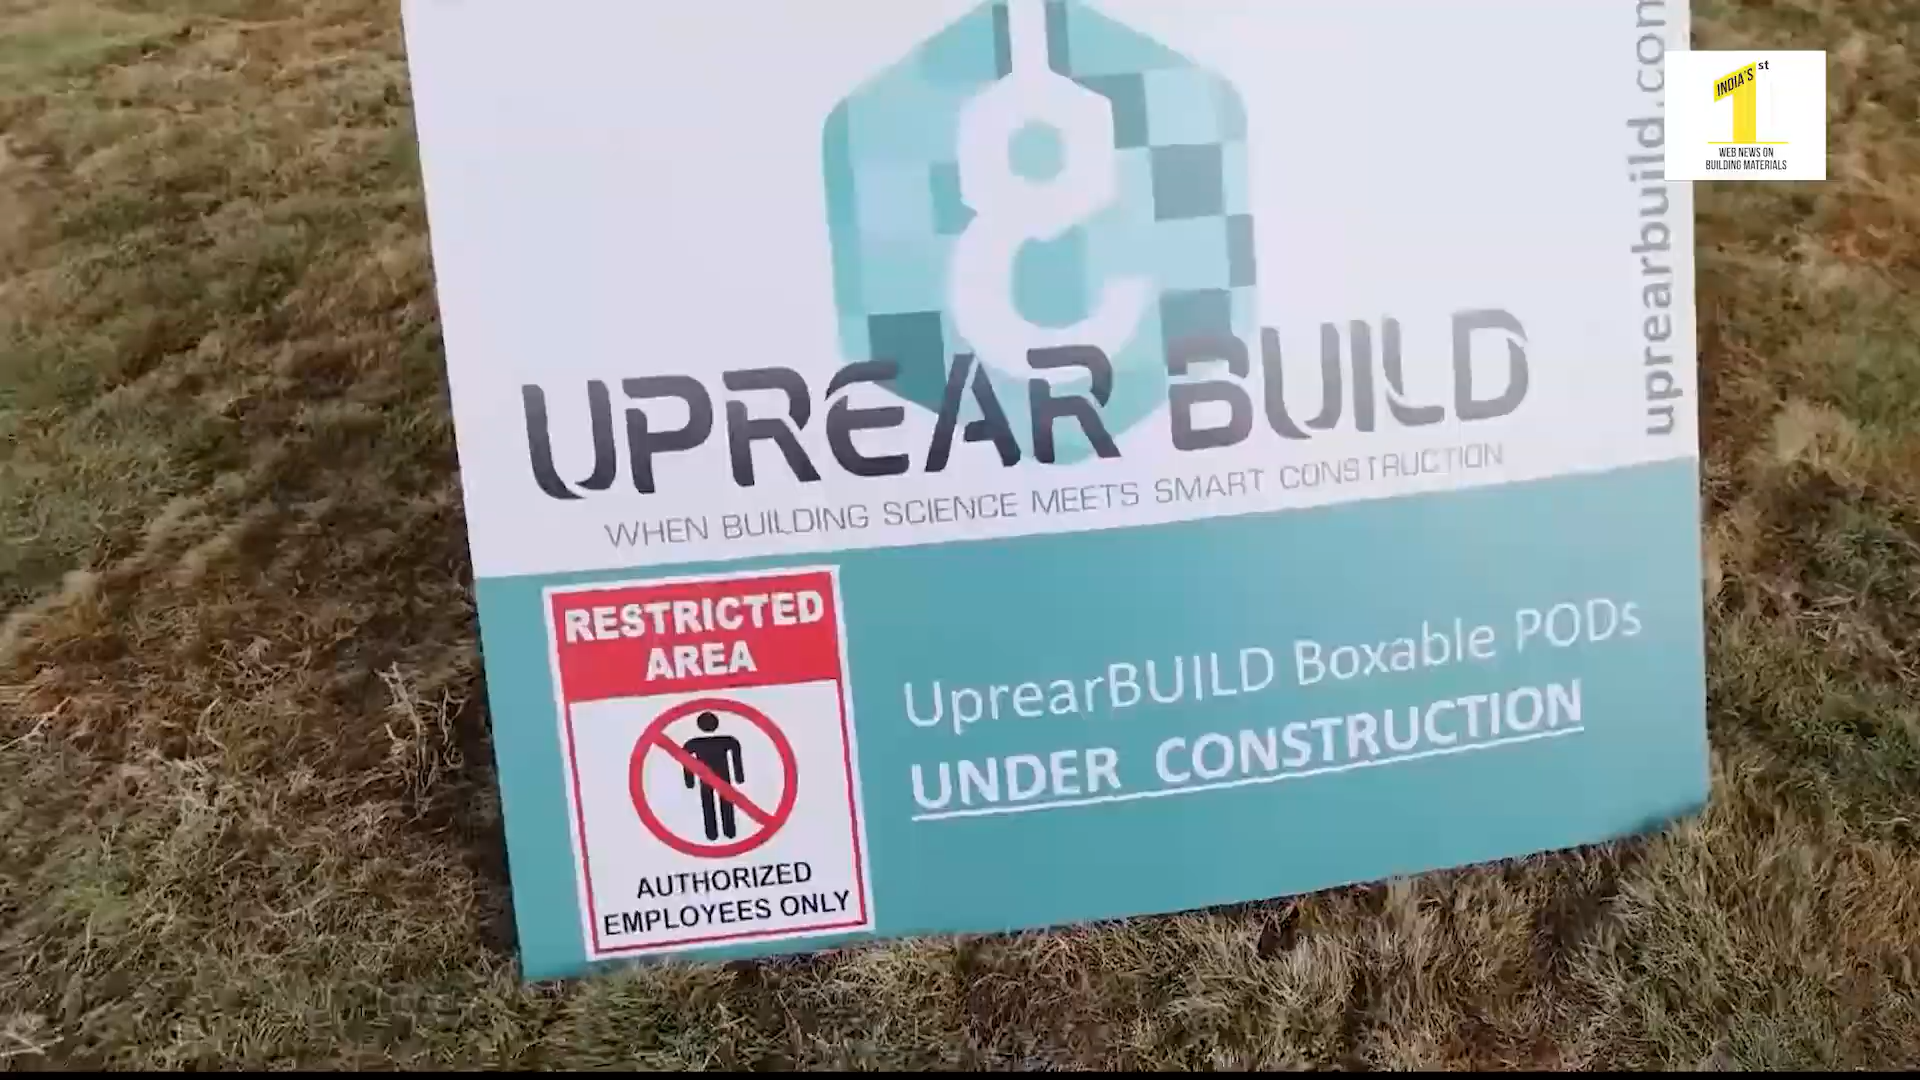 uprearbuild.com
INDIA'S 1st
WEB NEWS ON
BUILDING MATERIALS
UPREAR BUILD
WHEN BUILDING SCIENCE MEETS SMART CONSTRUCTION
RESTRICTED
AREA
AUTHORIZED
EMPLOYEES ONLY
UprearBUILD Boxable PODs
UNDER CONSTRUCTION